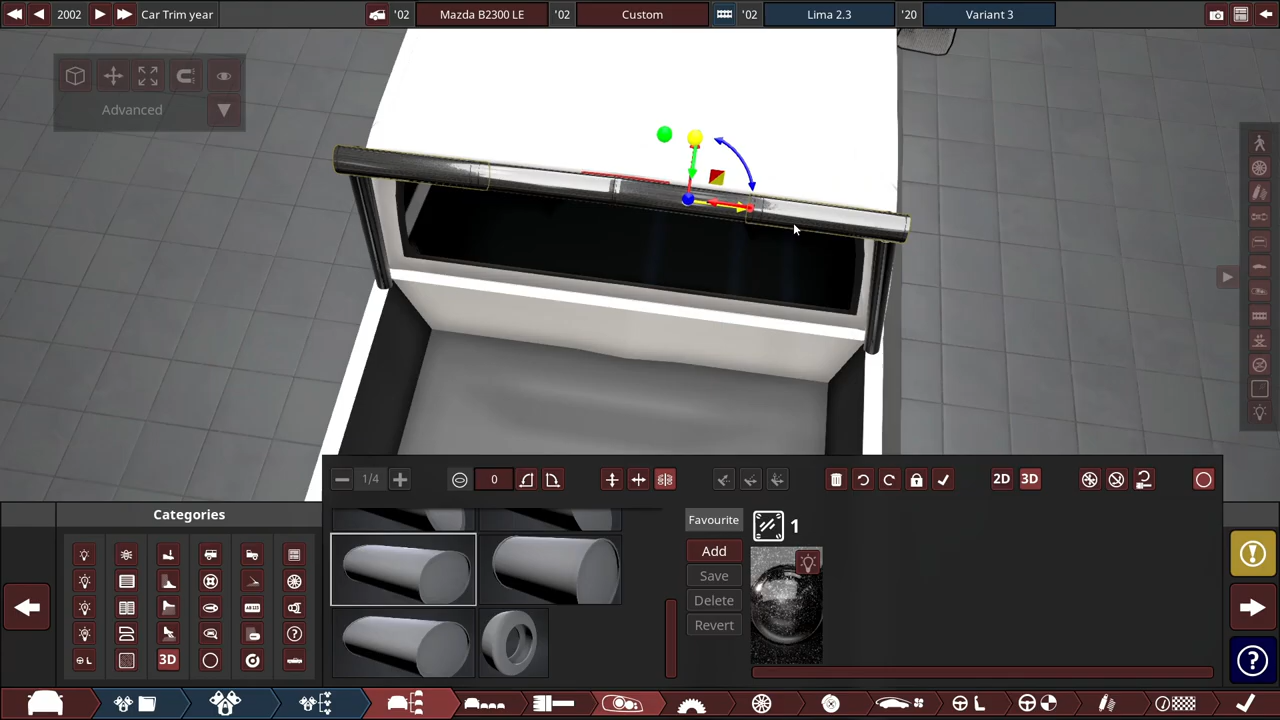 2002 Car Trim year '02 Mazda B2300 LE '02 Custom '02 Lima 2.3 '20 Variant 3
Advanced
1/4 0 2D 3D
Categories
Favourite 1
Add
Save
Delete
Revert
L 3D